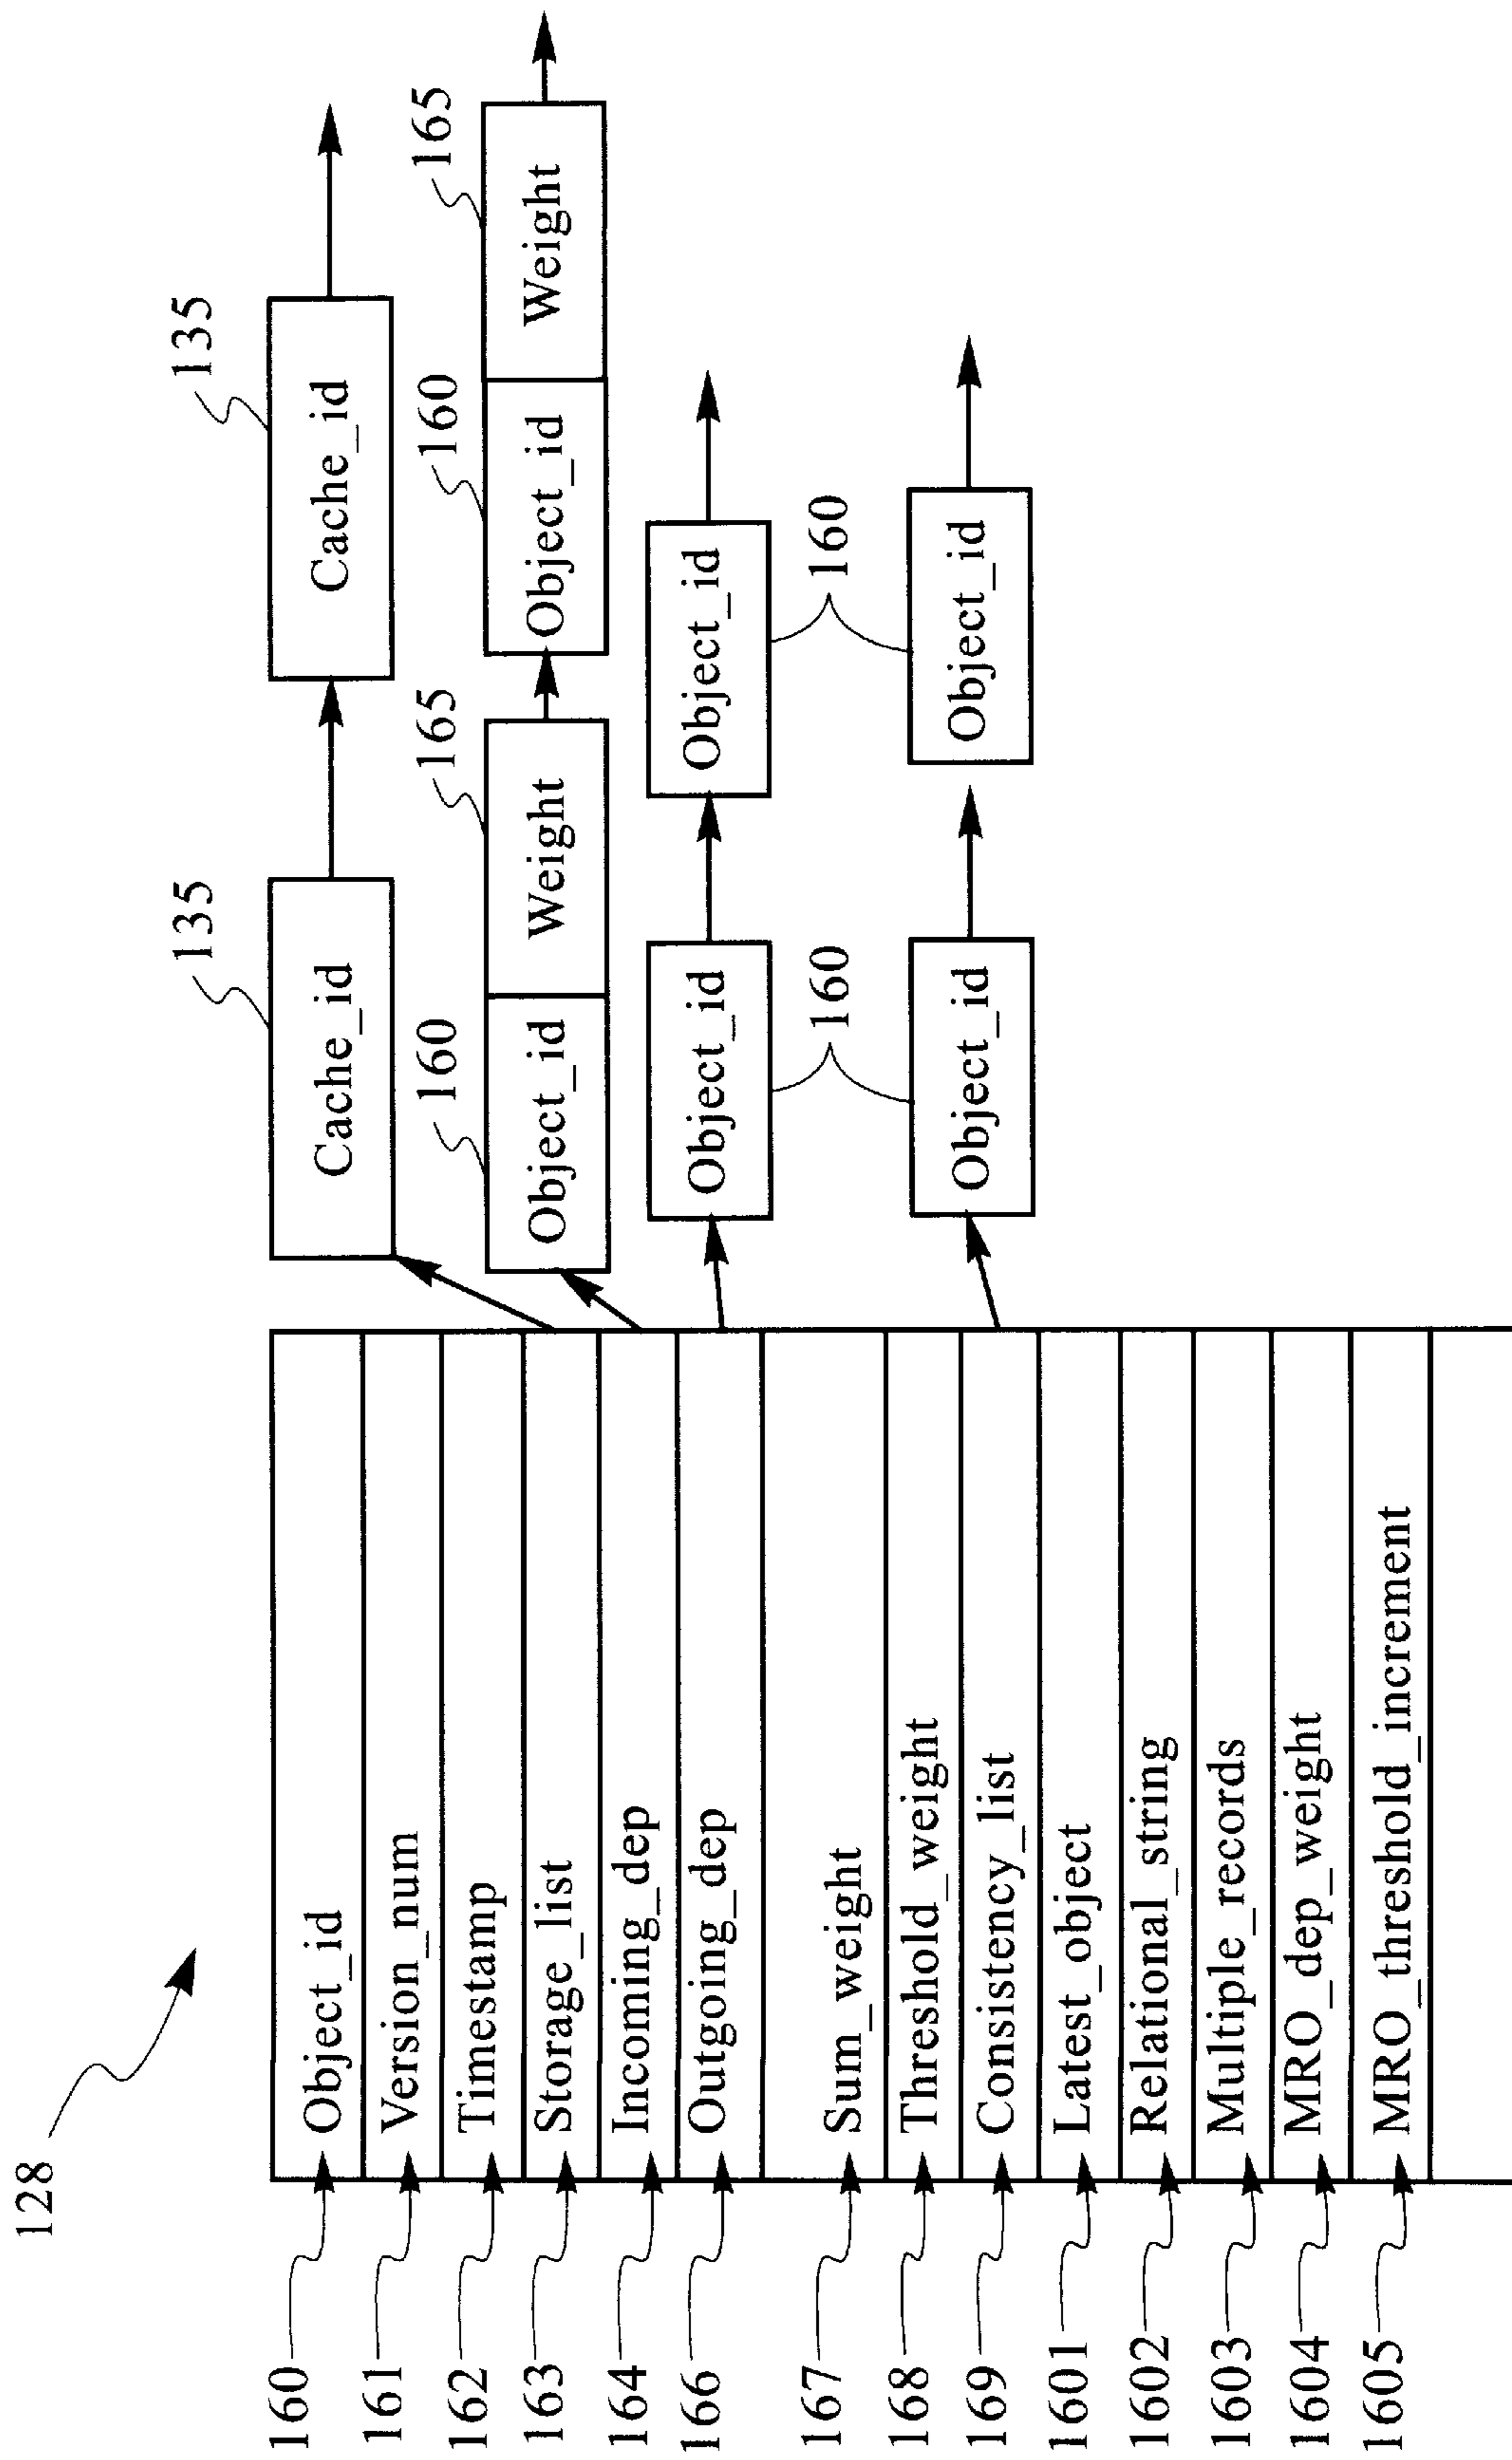 128
160 Object_id
161 Version_num
162 Timestamp
163 Storage_list
164 Incoming_dep
166 Outgoing_dep
167 Sum_weight
168 Threshold_weight
169 Consistency_list
1601 Latest_object
1602 Relational_string
1603 Multiple_records
1604 MRO_dep_weight
1605 MRO_threshold_increment
135 135
Cache_id Cache_id
160 165 160 165
Object_id Weight Object_id Weight
Object_id Object_id
160 160
Object_id Object_id